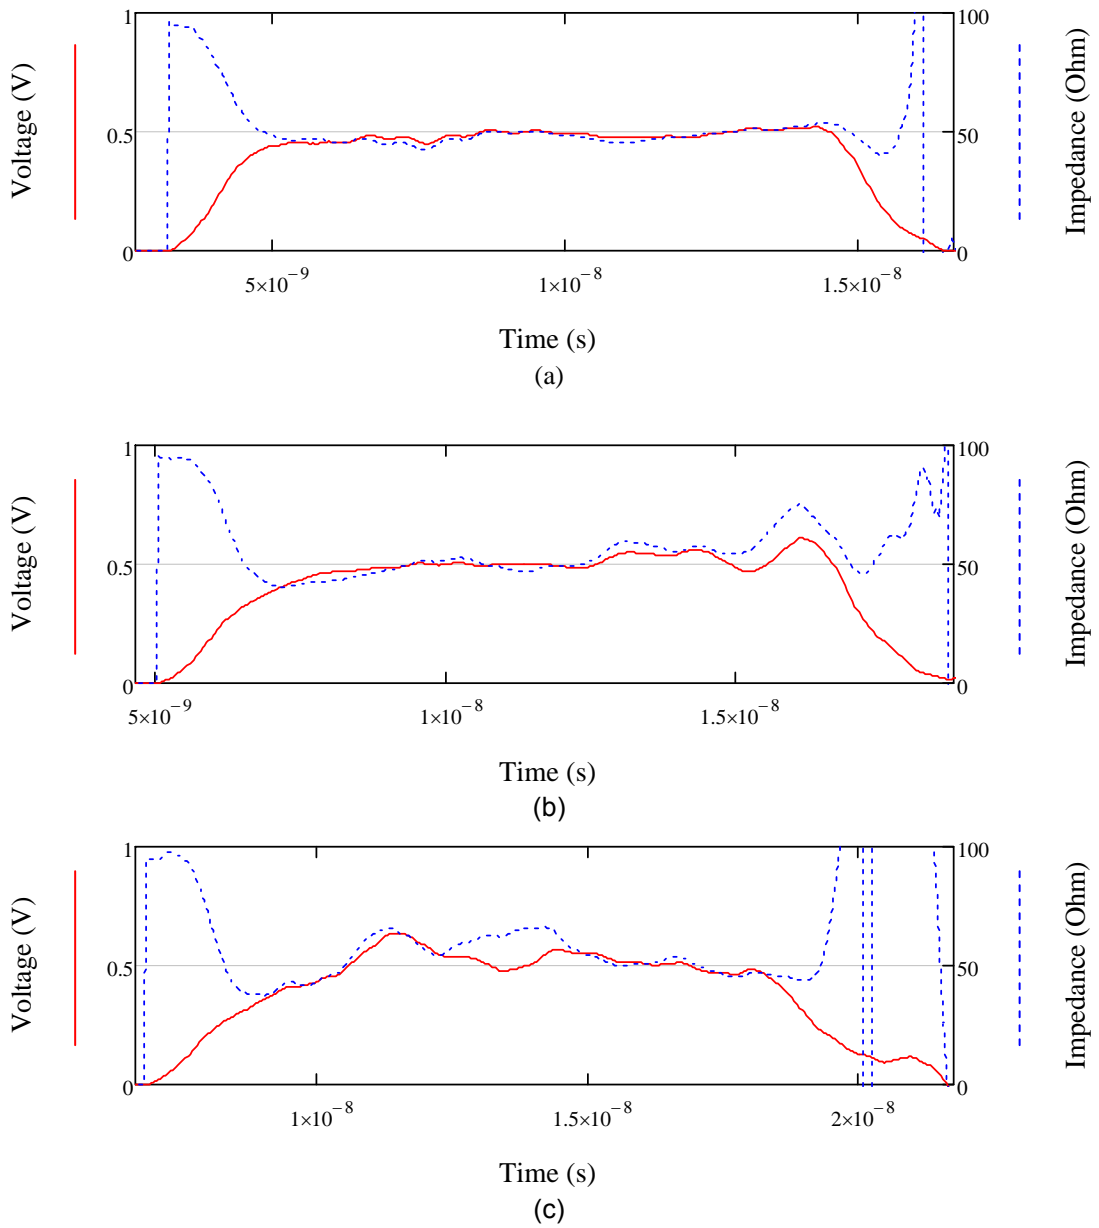 1
0.5
0
Voltage (V)
100
50
0
Impedance (Ohm)
5×10⁻⁹
1×10⁻⁸
1.5×10⁻⁸
Time (s)
(a)
1
0.5
0
Voltage (V)
100
50
0
Impedance (Ohm)
5×10⁻⁹
1×10⁻⁸
1.5×10⁻⁸
Time (s)
(b)
1
0.5
0
Voltage (V)
100
50
0
Impedance (Ohm)
1×10⁻⁸
1.5×10⁻⁸
2×10⁻⁸
Time (s)
(c)